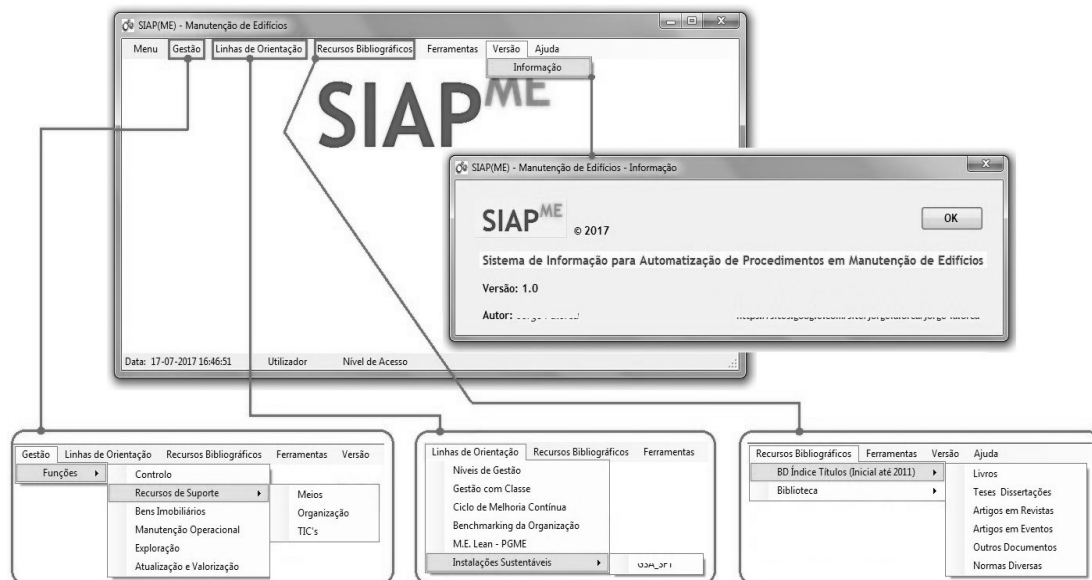 SIAP(ME) - Manutenção de Edifícios
Menu Gestão Linhas de Orientação Recursos Bibliográficos Ferramentas Versão Ajuda
Informação
SIAP ME
SIAP(ME) - Manutenção de Edifícios - Informação
SIAP ME © 2017
OK
Sistema de Informação para Automatização de Procedimentos em Manutenção de Edifícios
Versão: 1.0
Autor:
Data: 17-07-2017 16:46:51 Utilizador Nível de Acesso
Gestão Linhas de Orientação Recursos Bibliográficos Ferramentas Versão
Funções
Controlo
Recursos de Suporte
Bens Imobiliários
Manutenção Operacional
Exploração
Atualização e Valorização
Meios
Organização
TIC's
Linhas de Orientação Recursos Bibliográficos Ferramentas
Níveis de Gestão
Gestão com Classe
Ciclo de Melhoria Contínua
Benchmarking da Organização
M.E. Lean - PGME
Instalações Sustentáveis
Recursos Bibliográficos Ferramentas Versão Ajuda
BD Índice Títulos (Inicial até 2011)
Biblioteca
Livros
Teses Dissertações
Artigos em Revistas
Artigos em Eventos
Outros Documentos
Normas Diversas